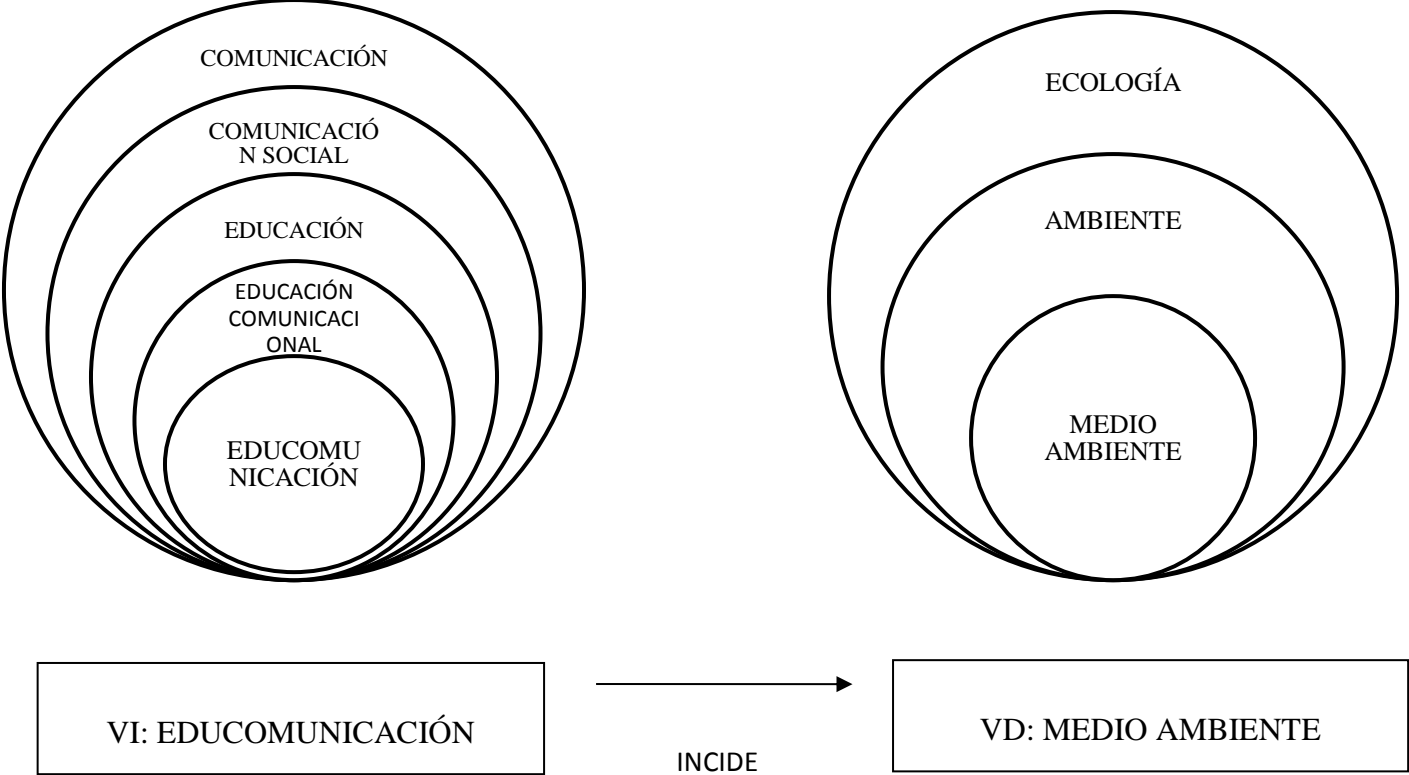 COMUNICACIÓN
COMUNICACIÓ
N SOCIAL
EDUCACIÓN
EDUCACIÓN
COMUNICACI
ONAL
EDUCOMU
NICACIÓN
ECOLOGÍA
AMBIENTE
MEDIO
AMBIENTE
VI: EDUCOMUNICACIÓN
INCIDE
VD: MEDIO AMBIENTE